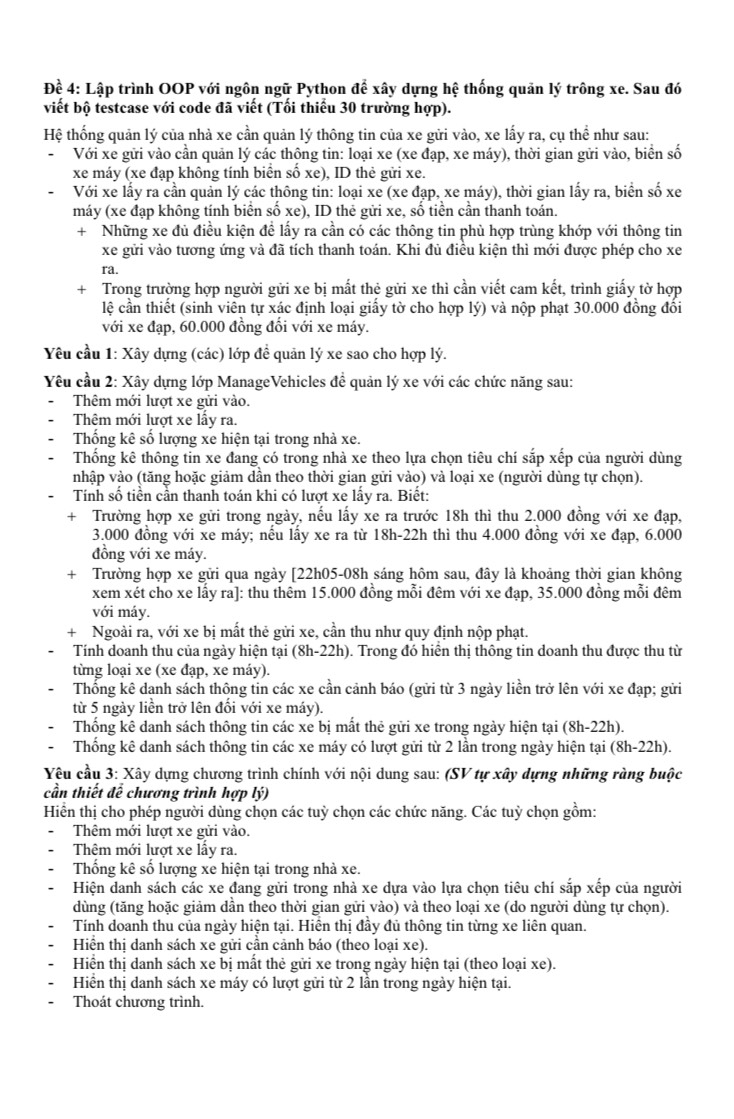 Đề 4: Lập trình OOP với ngôn ngữ Python để xây dựng hệ thống quản lý trông xe. Sau đó
viết bộ testcase với code đã viết (Tối thiểu 30 trường hợp).
Hệ thống quản lý của nhà xe cần quản lý thông tin của xe gửi vào, xe lấy ra, cụ thể như sau:
- Với xe gửi vào cần quản lý các thông tin: loại xe (xe đạp, xe máy), thời gian gửi vào, biển số
xe máy (xe đạp không tính biển số xe), ID thẻ gửi xe.
- Với xe lấy ra cần quản lý các thông tin: loại xe (xe đạp, xe máy), thời gian lấy ra, biển số xe
máy (xe đạp không tính biển số xe), ID thẻ gửi xe, số tiền cần thanh toán.
+ Những xe đủ điều kiện để lấy ra cần có các thông tin phù hợp trùng khớp với thông tin
xe gửi vào tương ứng và đã tích thanh toán. Khi đủ điều kiện thì mới được phép cho xe
ra.
+ Trong trường hợp người gửi xe bị mất thẻ gửi xe thì cần viết cam kết, trình giấy tờ hợp
lệ cần thiết (sinh viên tự xác định loại giấy tờ cho hợp lý) và nộp phạt 30.000 đồng đối
với xe đạp, 60.000 đồng đối với xe máy.
Yêu cầu 1: Xây dựng (các) lớp để quản lý xe sao cho hợp lý.
Yêu cầu 2: Xây dựng lớp ManageVehicles để quản lý xe với các chức năng sau:
- Thêm mới lượt xe gửi vào.
- Thêm mới lượt xe lấy ra.
- Thống kê số lượng xe hiện tại trong nhà xe.
- Thống kê thông tin xe đang có trong nhà xe theo lựa chọn tiêu chí sắp xếp của người dùng
nhập vào (tăng hoặc giảm dần theo thời gian gửi vào) và loại xe (người dùng tự chọn).
- Tính số tiền cần thanh toán khi có lượt xe lấy ra. Biết:
+ Trường hợp xe gửi trong ngày, nếu lấy xe ra trước 18h thì thu 2.000 đồng với xe đạp,
3.000 đồng với xe máy; nếu lấy xe ra từ 18h-22h thì thu 4.000 đồng với xe đạp, 6.000
đồng với xe máy.
+ Trường hợp xe gửi qua ngày [22h05-08h sáng hôm sau, đây là khoảng thời gian không
xem xét cho xe lấy ra]: thu thêm 15.000 đồng mỗi đêm với xe đạp, 35.000 đồng mỗi đêm
với máy.
+ Ngoài ra, với xe bị mất thẻ gửi xe, cần thu như quy định nộp phạt.
- Tính doanh thu của ngày hiện tại (8h-22h). Trong đó hiển thị thông tin doanh thu được thu từ
từng loại xe (xe đạp, xe máy).
- Thống kê danh sách thông tin các xe cần cảnh báo (gửi từ 3 ngày liền trở lên với xe đạp; gửi
từ 5 ngày liền trở lên đối với xe máy).
- Thống kê danh sách thông tin các xe bị mất thẻ gửi xe trong ngày hiện tại (8h-22h).
- Thống kê danh sách thông tin các xe máy có lượt gửi từ 2 lần trong ngày hiện tại (8h-22h).
Yêu cầu 3: Xây dựng chương trình chính với nội dung sau: (SV tự xây dựng những ràng buộc
cần thiết để chương trình hợp lý)
Hiển thị cho phép người dùng chọn các tuỳ chọn các chức năng. Các tuỳ chọn gồm:
- Thêm mới lượt xe gửi vào.
- Thêm mới lượt xe lấy ra.
- Thống kê số lượng xe hiện tại trong nhà xe.
- Hiện danh sách các xe đang gửi trong nhà xe dựa vào lựa chọn tiêu chí sắp xếp của người
dùng (tăng hoặc giảm dần theo thời gian gửi vào) và theo loại xe (do người dùng tự chọn).
- Tính doanh thu của ngày hiện tại. Hiển thị đầy đủ thông tin từng xe liên quan.
- Hiển thị danh sách xe gửi cần cảnh báo (theo loại xe).
- Hiển thị danh sách xe bị mất thẻ gửi xe trong ngày hiện tại (theo loại xe).
- Hiển thị danh sách xe máy có lượt gửi từ 2 lần trong ngày hiện tại.
- Thoát chương trình.